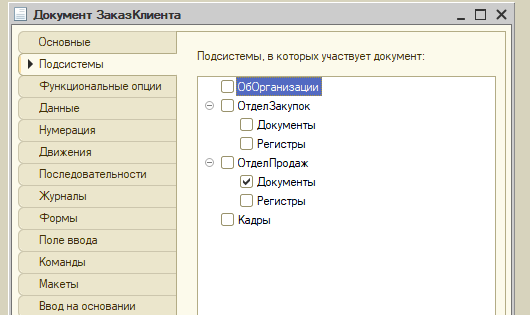 Документ ЗаказКлиента
Основные
Подсистемы
Функциональные опции
Данные
Нумерация
Движения
Последовательности
Журналы
Формы
Поле ввода
Команды
Макеты
Ввод на основании
Подсистемы, в которых участвует документ:
ОбОрганизации
ОтделЗакупок
Документы
Регистры
ОтделПродаж
Документы
Регистры
Кадры